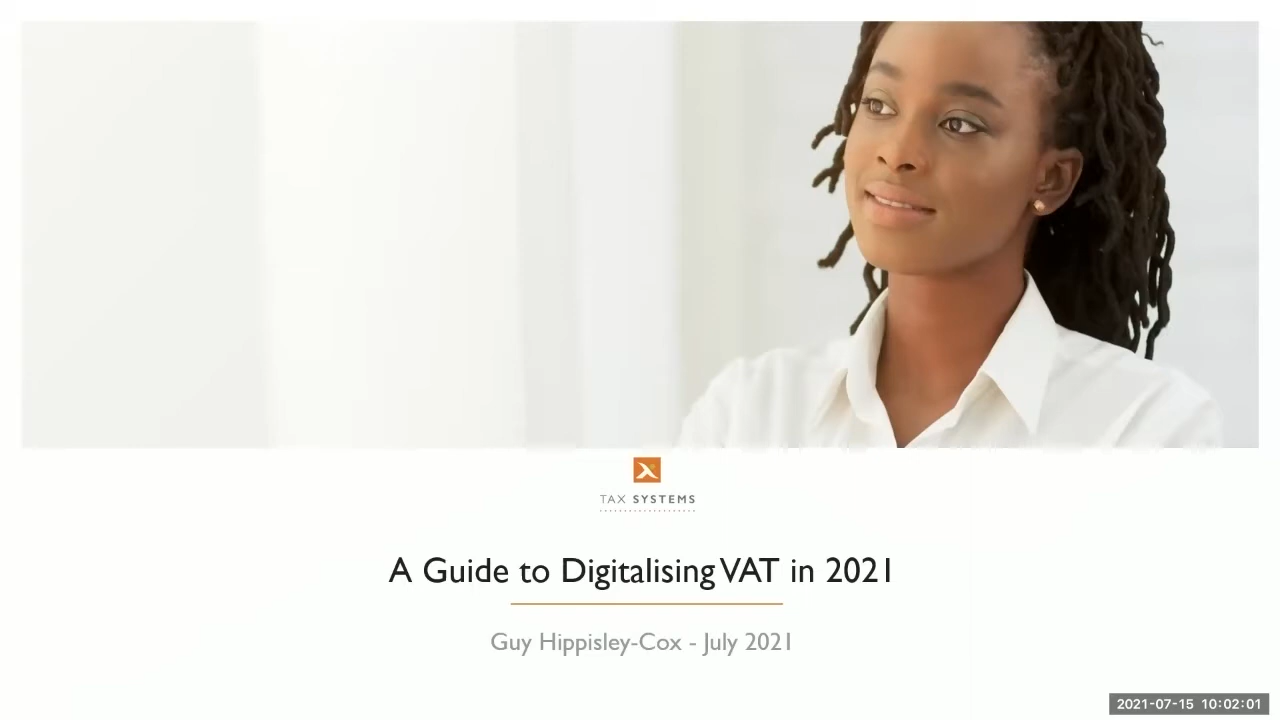 TAX SYSTEMS
A Guide to Digitalising VAT in 2021
Guy Hippisley-Cox - July 2021
2021-07-15 10:02:01